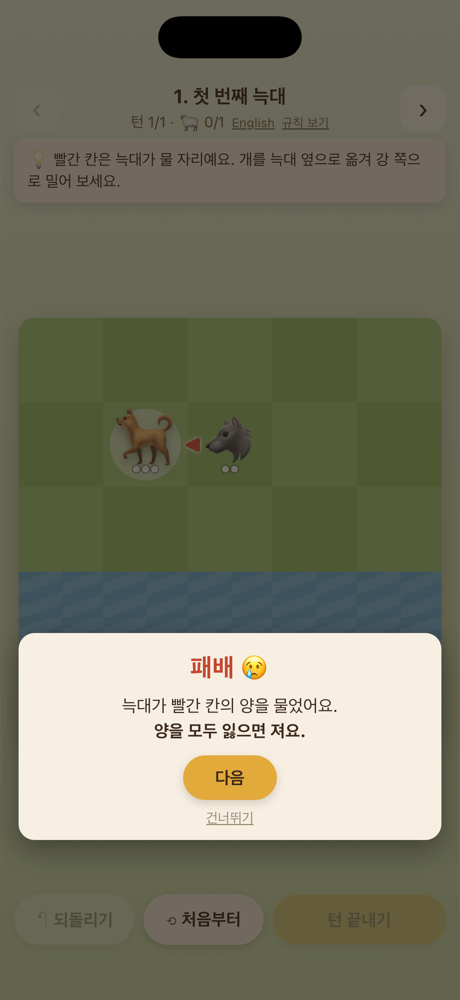 1. 첫 번째 늑대
턴 1/1 · 🐑 0/1 English 규칙 보기
💡 빨간 칸은 늑대가 물 자리예요. 개를 늑대 옆으로 옮겨 강 쪽으
로 밀어 보세요.
패배 😢
늑대가 빨간 칸의 양을 물었어요.
양을 모두 잃으면 져요.
다음
건너뛰기
되돌리기
⟲ 처음부터
턴 끝내기